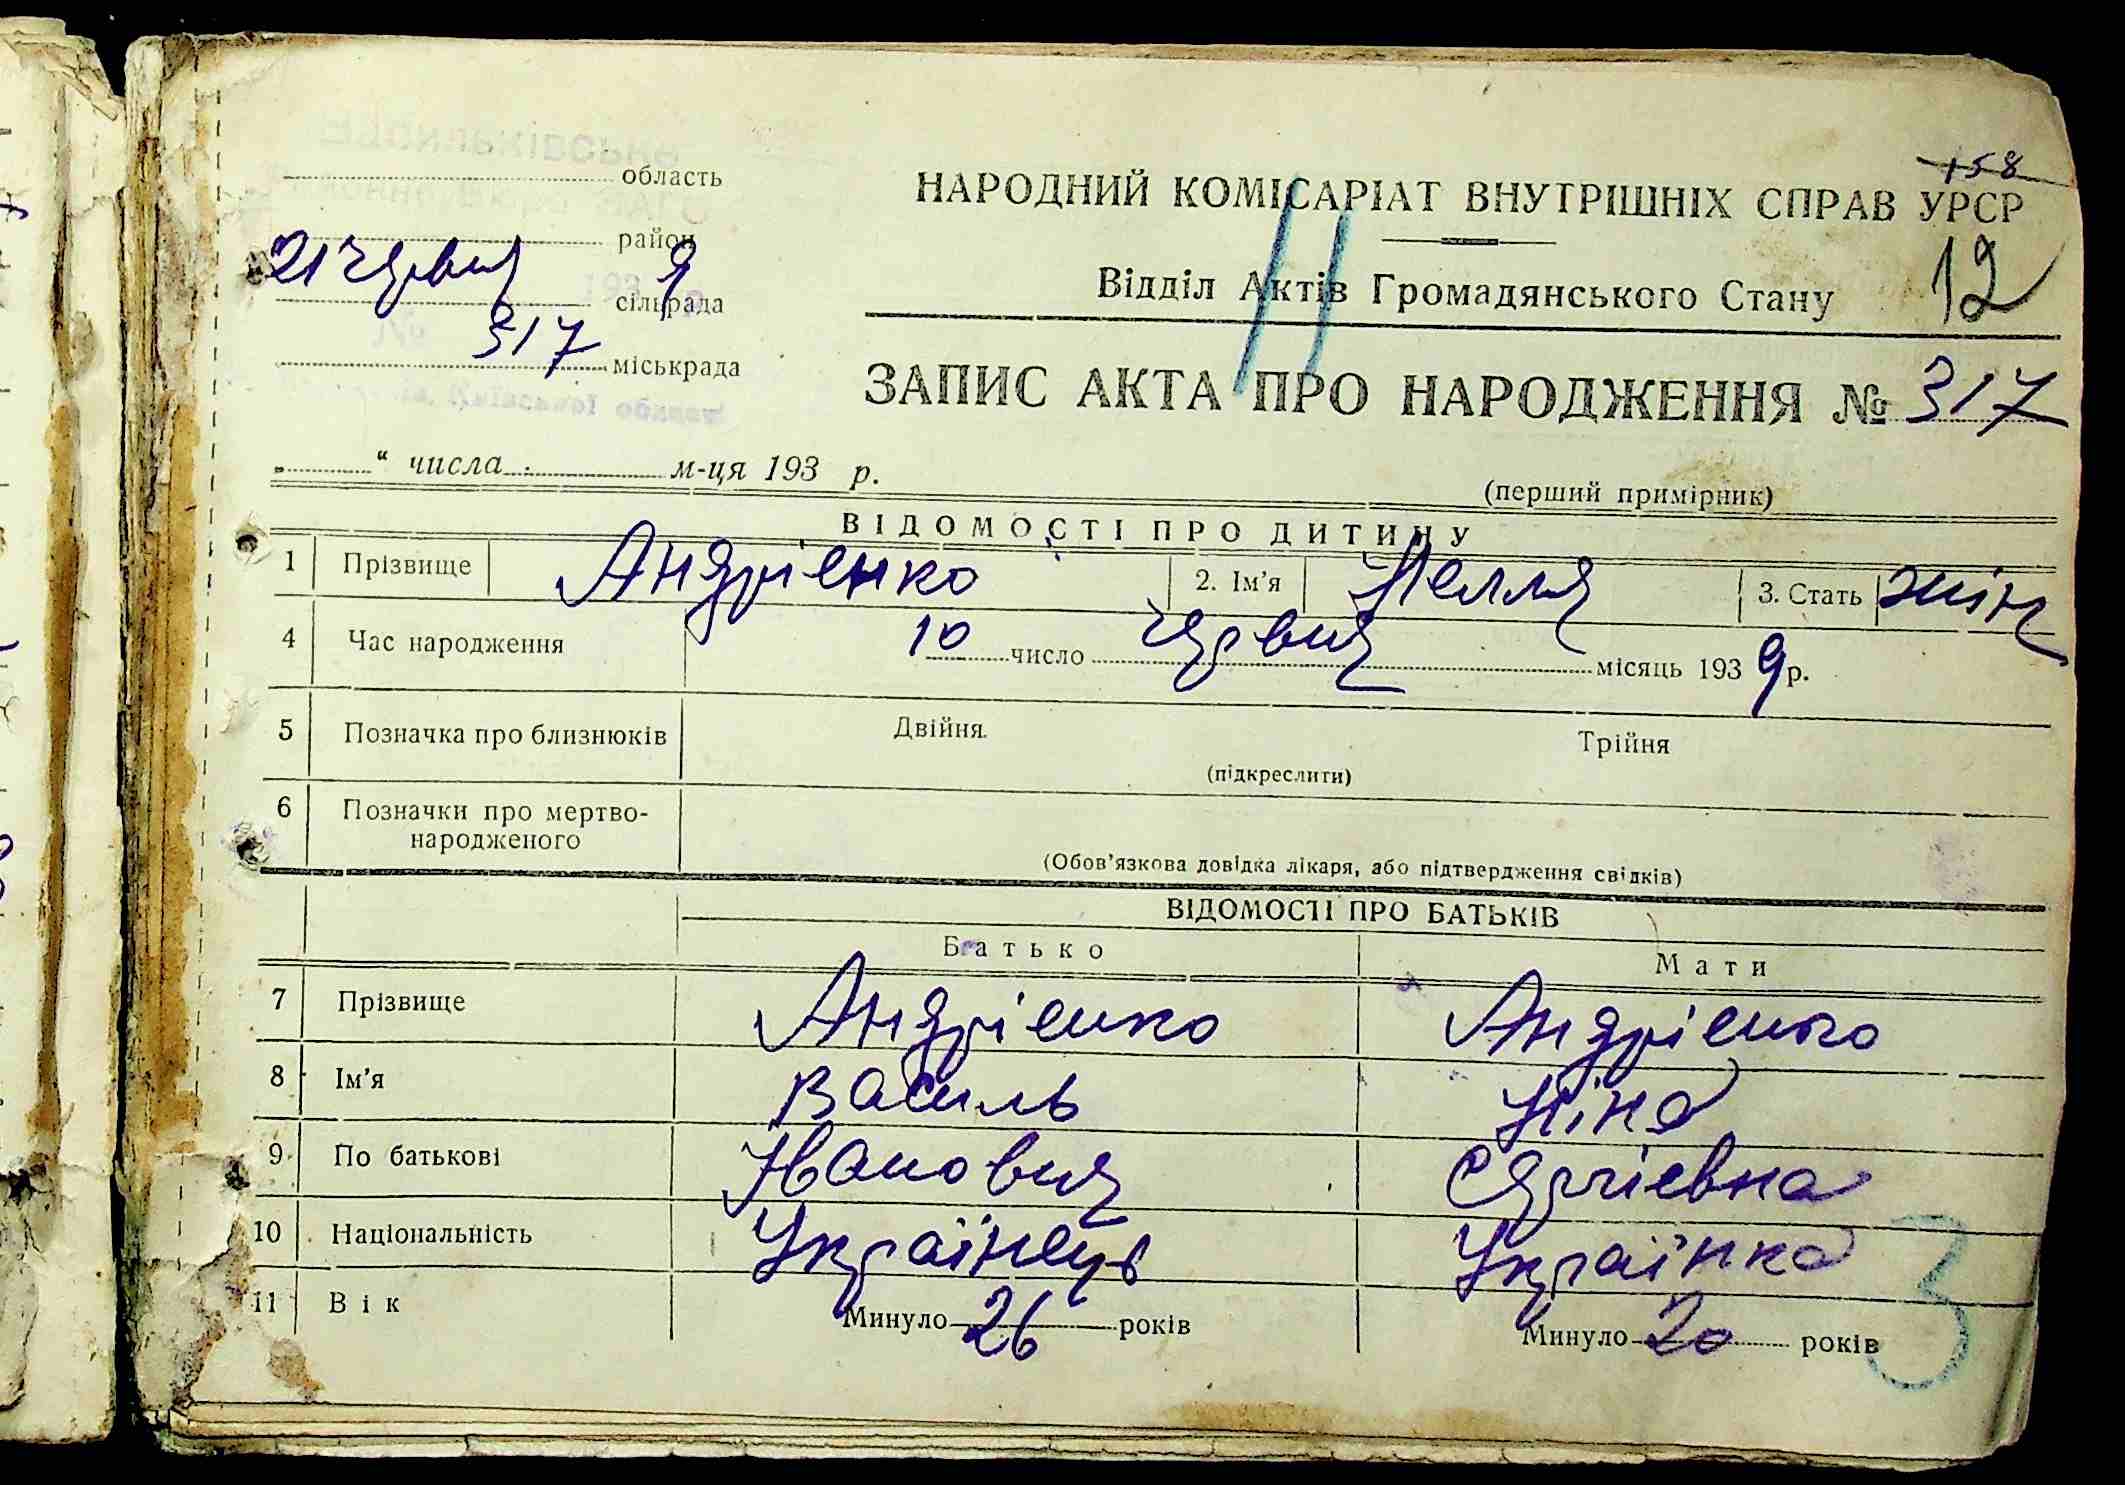 область
район
21 червня 9
сільрада
317
міськрада
158
НАРОДНИЙ КОМІСАРІАТ ВНУТРІШНІХ СПРАВ УРСР
12
Відділ Актів Громадянського Стану
ЗАПИС АКТА ПРО НАРОДЖЕННЯ № 317
„ “ числа м-ця 193 р.
(перший примірник)
ВІДОМОСТІ ПРО ДИТИНУ
1 Прізвище Андрієнко 2. Ім'я Нелля 3. Стать жін
4 Час народження 10 число червня місяць 1939 р.
5 Позначка про близнюків Двійня Трійня
(підкреслити)
6 Позначки про мертво-
народженого
(Обов'язкова довідка лікаря, або підтвердження свідків)
ВІДОМОСТІ ПРО БАТЬКІВ
Батько Мати
7 Прізвище Андрієнко Андрієнко
8 Ім'я Василь Ніна
9 По батькові Іванович Сергієвна
10 Національність Українець Українка
11 Вік Минуло 26 років Минуло 20 років
3